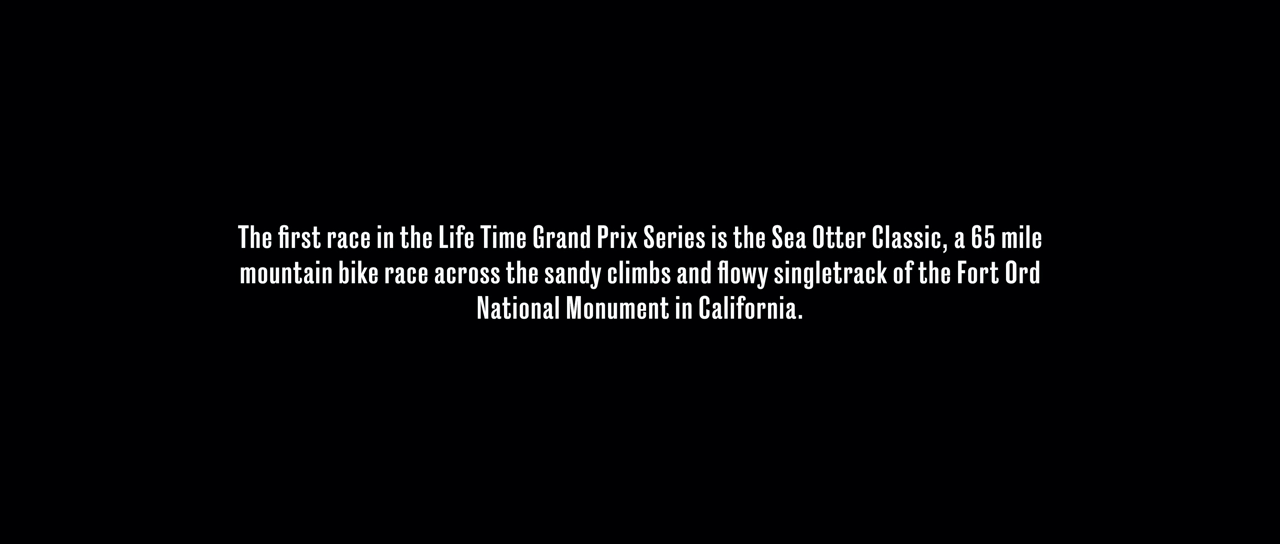 The first race in the Life Time Grand Prix Series is the Sea Otter Classic, a 65 mile
mountain bike race across the sandy climbs and flowy singletrack of the Fort Ord
National Monument in California.